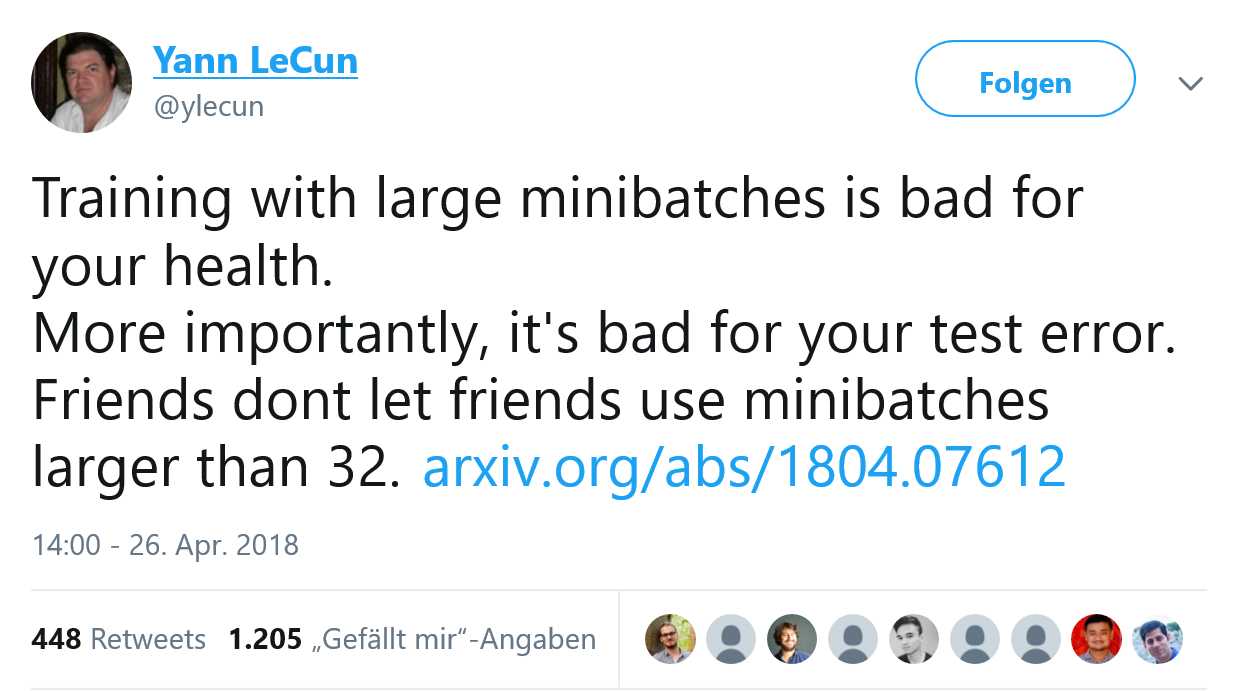 Yann LeCun
@ylecun
Folgen
Training with large minibatches is bad for
your health.
More importantly, it's bad for your test error.
Friends dont let friends use minibatches
larger than 32. arxiv.org/abs/1804.07612
14:00 - 26. Apr. 2018
448 Retweets 1.205 „Gefällt mir“-Angaben